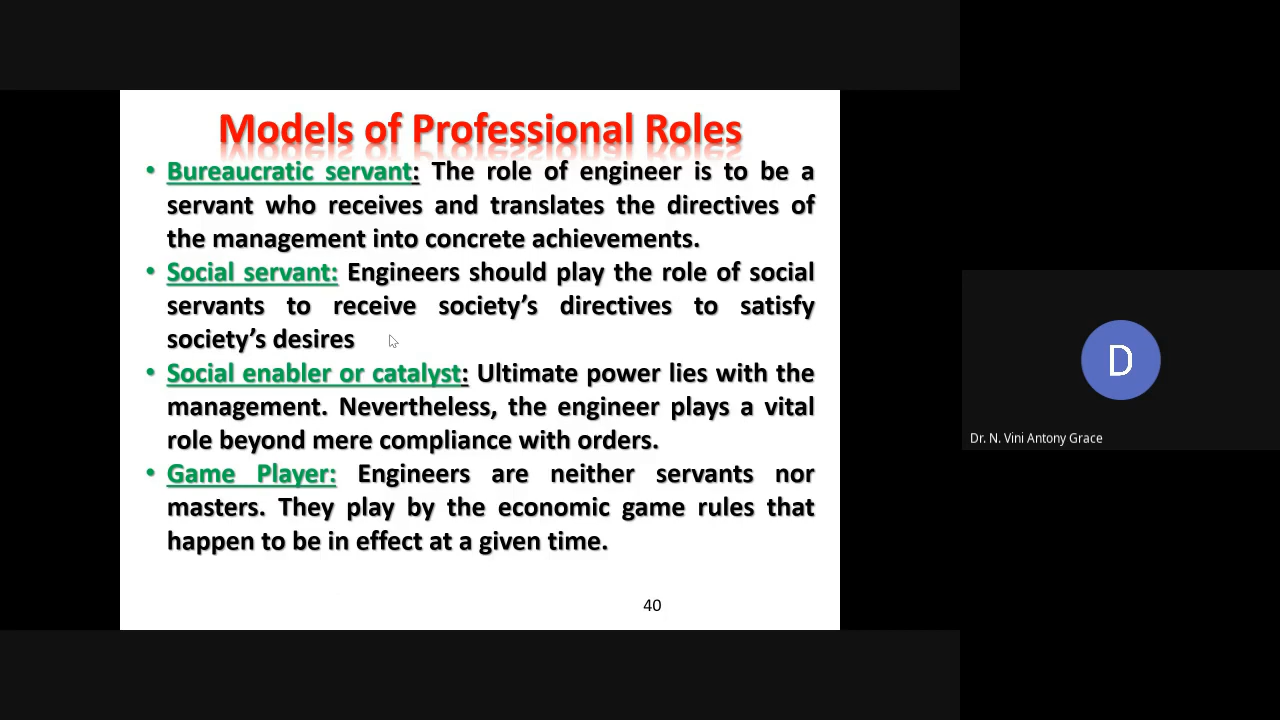 Models of Professional Roles
• Bureaucratic servant: The role of engineer is to be a
servant who receives and translates the directives of
the management into concrete achievements.
• Social servant: Engineers should play the role of social
servants to receive society’s directives to satisfy
society’s desires
• Social enabler or catalyst: Ultimate power lies with the
management. Nevertheless, the engineer plays a vital
role beyond mere compliance with orders.
• Game Player: Engineers are neither servants nor
masters. They play by the economic game rules that
happen to be in effect at a given time.
40
D
Dr. N. Vini Antony Grace